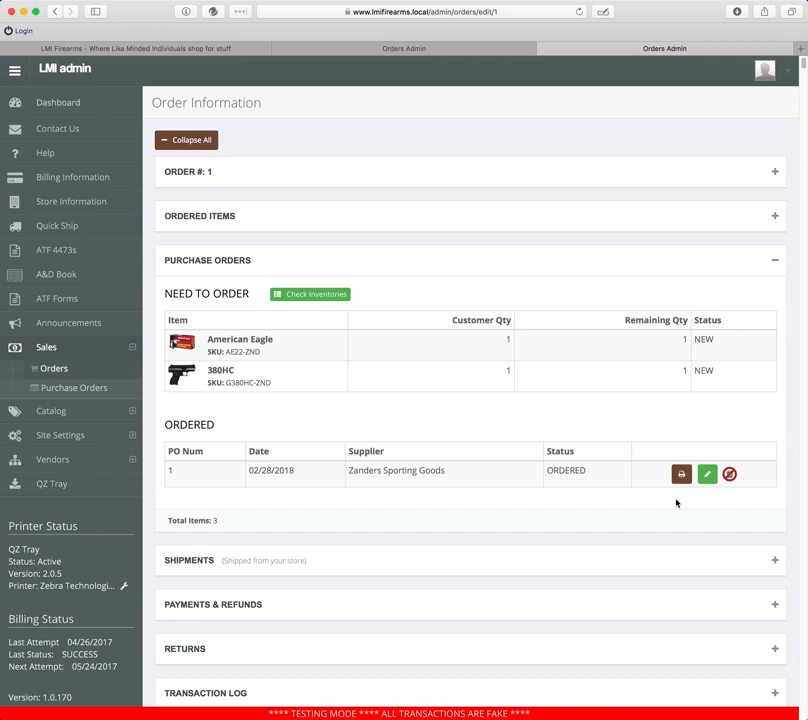 www.lmifirearms.local/admin/orders/edit/1
Login
LMI Firearms - Where Like Minded Individuals shop for stuff
Orders Admin
Orders Admin
LMI admin
Dashboard
Contact Us
Help
Billing Information
Store Information
Quick Ship
ATF 4473s
A&D Book
ATF Forms
Announcements
Sales
Orders
Purchase Orders
Catalog
Site Settings
Vendors
QZ Tray
Printer Status
QZ Tray
Status: Active
Version: 2.0.5
Printer: Zebra Technologi...
Billing Status
Last Attempt 04/26/2017
Last Status: SUCCESS
Next Attempt: 05/24/2017
Version: 1.0.170
Order Information
Collapse All
ORDER #: 1
ORDERED ITEMS
PURCHASE ORDERS
NEED TO ORDER Check Inventories
Item Customer Qty Remaining Qty Status
American Eagle 1 1 NEW
SKU: AE22-ZND
380HC 1 1 NEW
SKU: G380HC-ZND
ORDERED
PO Num Date Supplier Status
1 02/28/2018 Zanders Sporting Goods ORDERED
Total Items: 3
SHIPMENTS (Shipped from your store)
PAYMENTS & REFUNDS
RETURNS
TRANSACTION LOG
**** TESTING MODE **** ALL TRANSACTIONS ARE FAKE ****